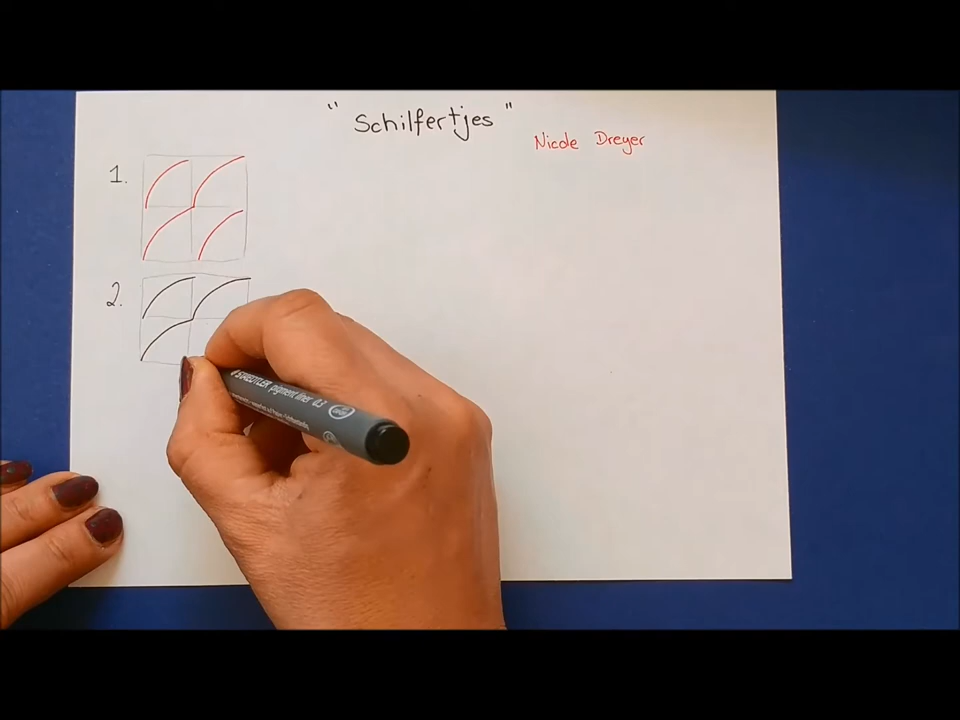 "Schilfertjes"
Nicole Dreyer
1.
2.
STAEDTLER pigment liner 0.3